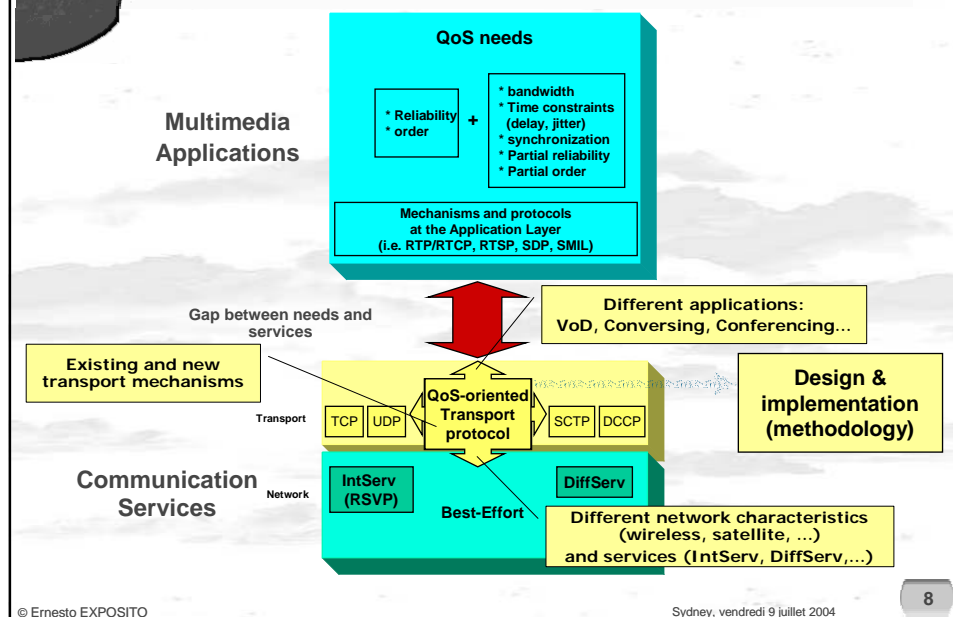 QoS needs
* Reliability
* order
+
* bandwidth
* Time constraints
(delay, jitter)
* synchronization
* Partial reliability
* Partial order
Multimedia
Applications
Mechanisms and protocols
at the Application Layer
(i.e. RTP/RTCP, RTSP, SDP, SMIL)
Gap between needs and
services
Different applications:
VoD, Conversing, Conferencing...
Existing and new
transport mechanisms
Transport
TCP
UDP
QoS-oriented
Transport
protocol
SCTP
DCCP
Design &
implementation
(methodology)
Communication
Services
Network
IntServ
(RSVP)
Best-Effort
DiffServ
Different network characteristics
(wireless, satellite, ...)
and services (IntServ, DiffServ,...)
© Ernesto EXPOSITO
Sydney, vendredi 9 juillet 2004
8